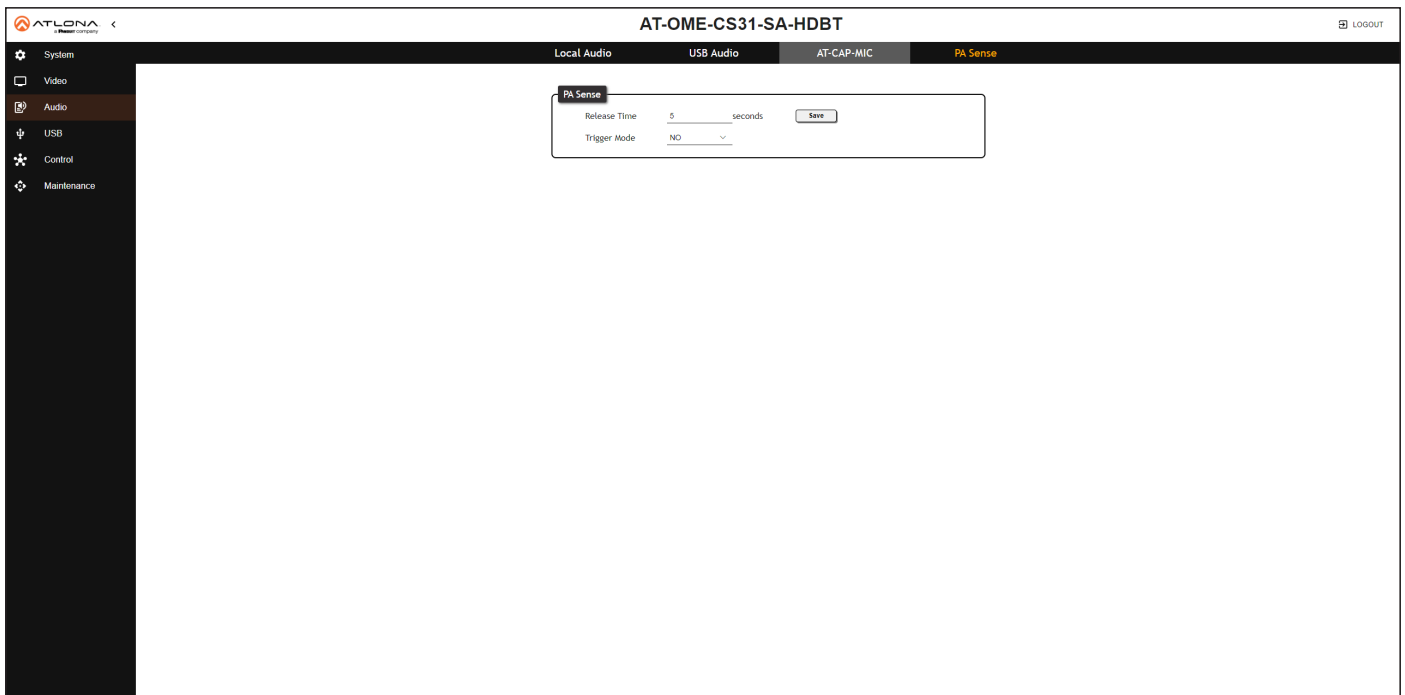 ATLONA
a Panduit company
AT-OME-CS31-SA-HDBT
LOGOUT
Local Audio USB Audio AT-CAP-MIC PA Sense
System
Video
Audio
USB
Control
Maintenance
PA Sense
Release Time 5 seconds Save
Trigger Mode NO